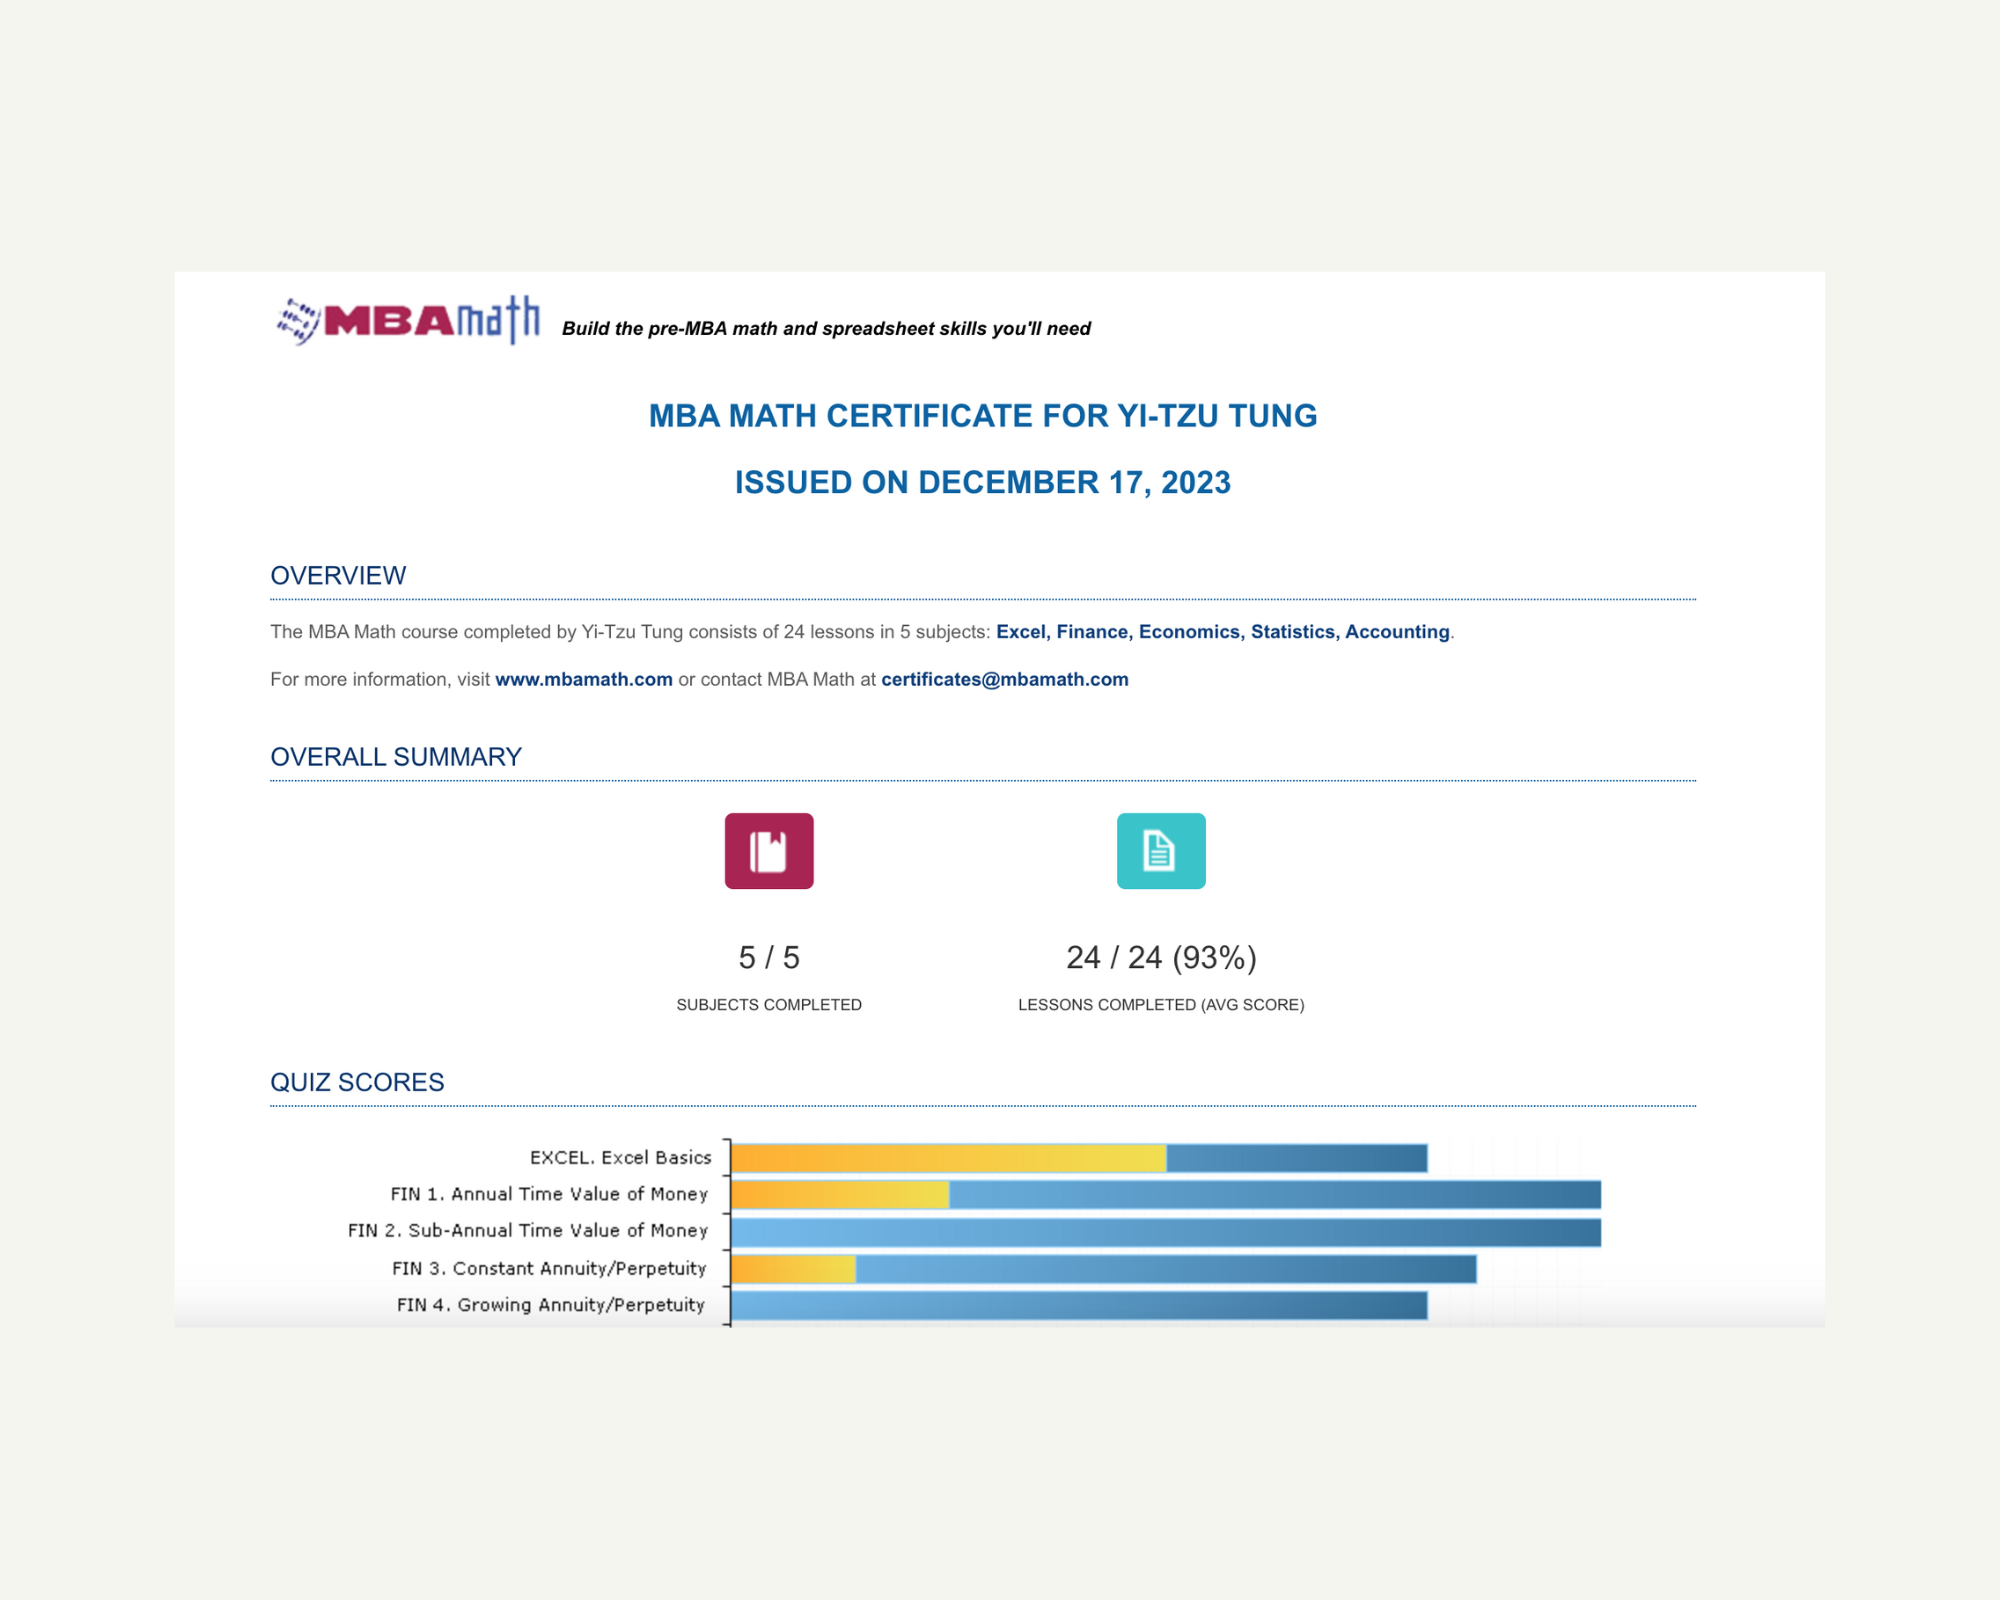 MBAmath Build the pre-MBA math and spreadsheet skills you'll need
MBA MATH CERTIFICATE FOR YI-TZU TUNG
ISSUED ON DECEMBER 17, 2023
OVERVIEW
The MBA Math course completed by Yi-Tzu Tung consists of 24 lessons in 5 subjects: Excel, Finance, Economics, Statistics, Accounting.
For more information, visit www.mbamath.com or contact MBA Math at certificates@mbamath.com
OVERALL SUMMARY
5 / 5
SUBJECTS COMPLETED
24 / 24 (93%)
LESSONS COMPLETED (AVG SCORE)
QUIZ SCORES
EXCEL. Excel Basics
FIN 1. Annual Time Value of Money
FIN 2. Sub-Annual Time Value of Money
FIN 3. Constant Annuity/Perpetuity
FIN 4. Growing Annuity/Perpetuity